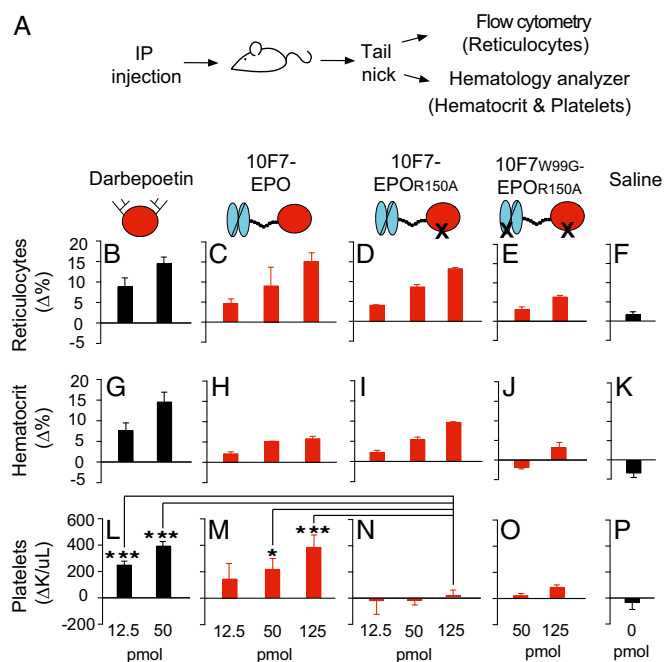 A
IP
injection
Tail
nick
Flow cytometry
(Reticulocytes)
Hematology analyzer
(Hematocrit & Platelets)
Darbepoetin
10F7-
EPO
10F7-
EPOR150A
10F7W99G-
EPOR150A
Saline
X
X
X
Reticulocytes
(Δ%)
20
15
10
5
0
-5
B
C
D
E
F
Hematocrit
(Δ%)
20
15
10
5
0
-5
G
H
I
J
K
Platelets
(ΔK/uL)
600
400
200
0
-200
L
M
N
O
P
***
***
*
***
12.5 50
pmol
12.5 50 125
pmol
12.5 50 125
pmol
50 125
pmol
0
pmol